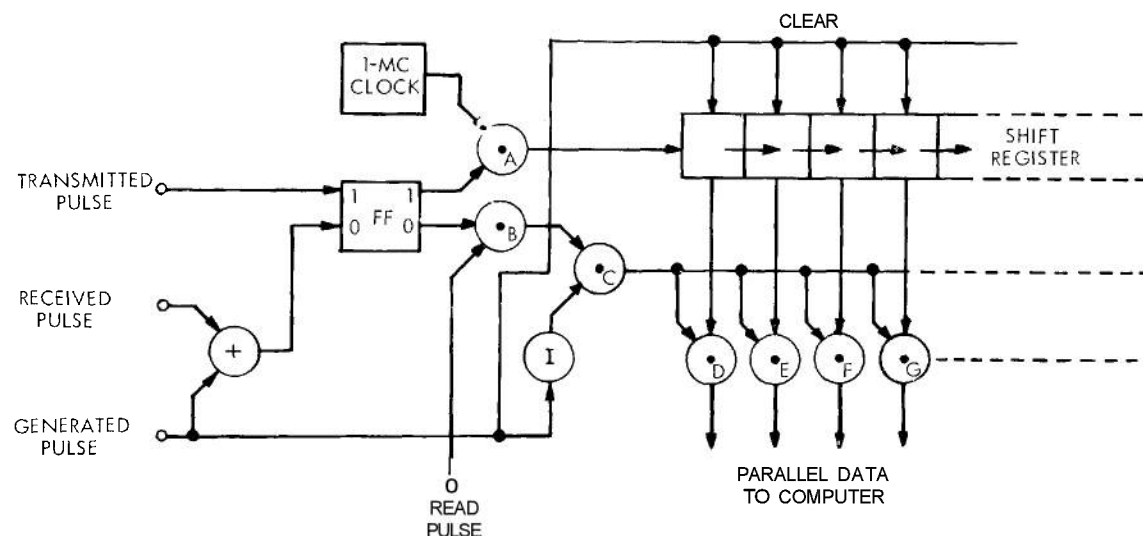 CLEAR
1-MC
CLOCK
A
SHIFT
REGISTER
TRANSMITTED
PULSE
1 1
0 FF 0
B
C
RECEIVED
PULSE
+
I
D E F G
GENERATED
PULSE
PARALLEL DATA
TO COMPUTER
READ
PULSE